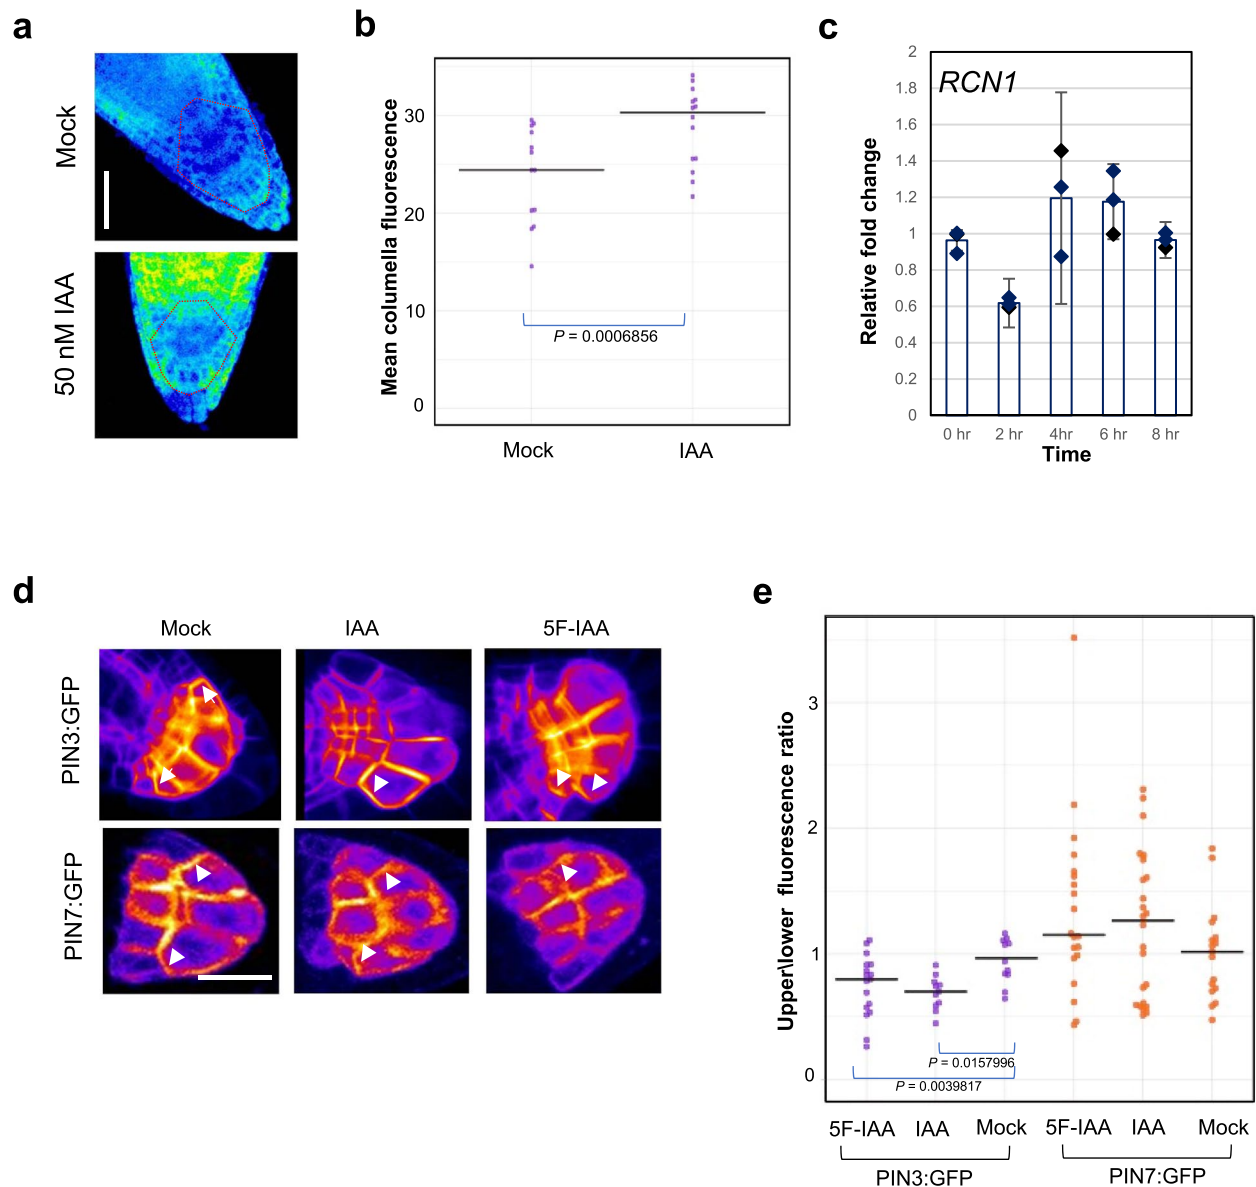 a
Mock
50 nM IAA
b
Mean columella fluorescence
30
20
10
0
P = 0.0006856
Mock IAA
c
RCN1
Relative fold change
2
1.8
1.6
1.4
1.2
1
0.8
0.6
0.4
0.2
0
0 hr 2 hr 4hr 6 hr 8 hr
Time
d
Mock IAA 5F-IAA
PIN3:GFP
PIN7:GFP
e
Upper\lower fluorescence ratio
3
2
1
0
P = 0.0157996
P = 0.0039817
5F-IAA IAA Mock 5F-IAA IAA Mock
PIN3:GFP PIN7:GFP